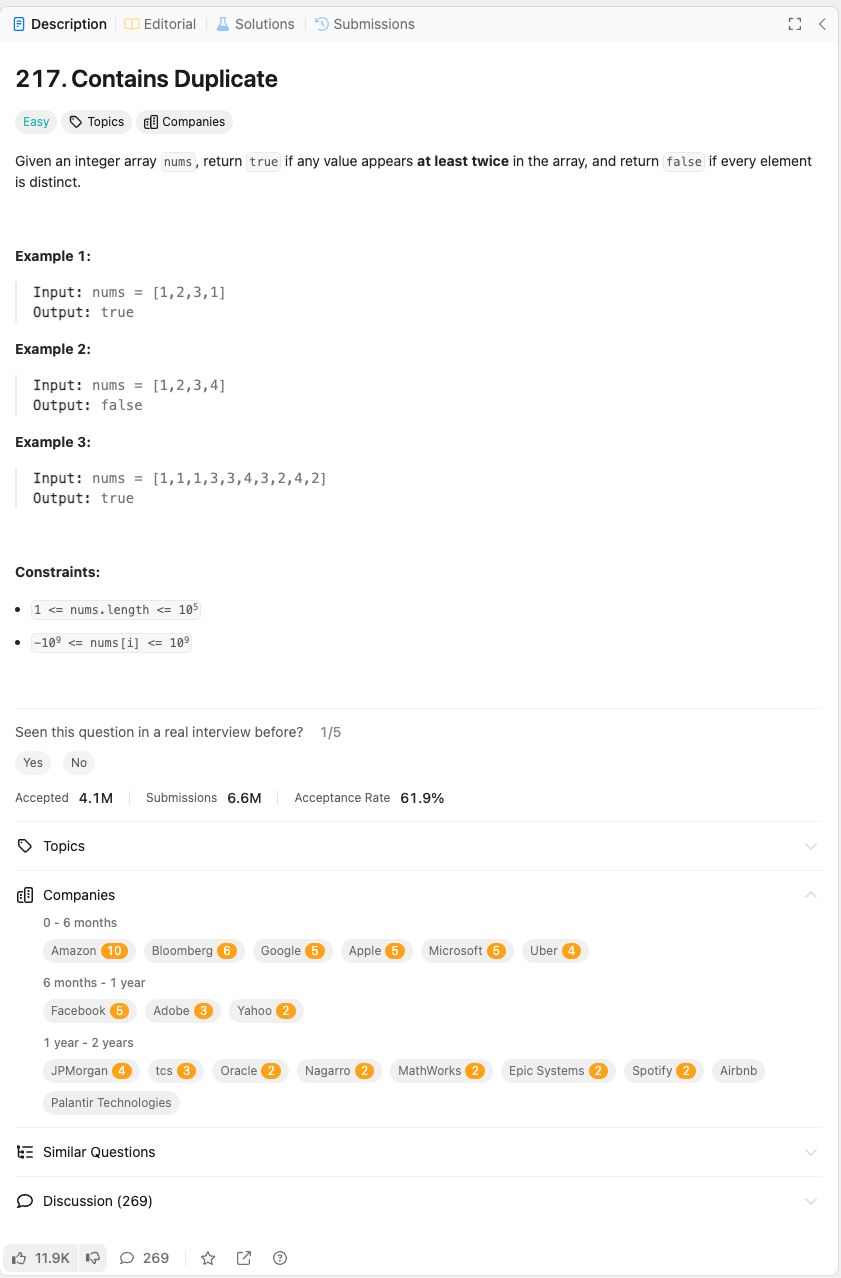 Description Editorial Solutions Submissions
217. Contains Duplicate
Easy Topics Companies
Given an integer array nums, return true if any value appears at least twice in the array, and return false if every element
is distinct.
Example 1:
Input: nums = [1,2,3,1]
Output: true
Example 2:
Input: nums = [1,2,3,4]
Output: false
Example 3:
Input: nums = [1,1,1,3,3,4,3,2,4,2]
Output: true
Constraints:
• 1 <= nums.length <= 10⁵
• -10⁹ <= nums[i] <= 10⁹
Seen this question in a real interview before? 1/5
Yes No
Accepted 4.1M Submissions 6.6M Acceptance Rate 61.9%
Topics
Companies
0 - 6 months
Amazon 10 Bloomberg 6 Google 5 Apple 5 Microsoft 5 Uber 4
6 months - 1 year
Facebook 5 Adobe 3 Yahoo 2
1 year - 2 years
JPMorgan 4 tcs 3 Oracle 2 Nagarro 2 MathWorks 2 Epic Systems 2 Spotify 2 Airbnb
Palantir Technologies
Similar Questions
Discussion (269)
11.9K 269